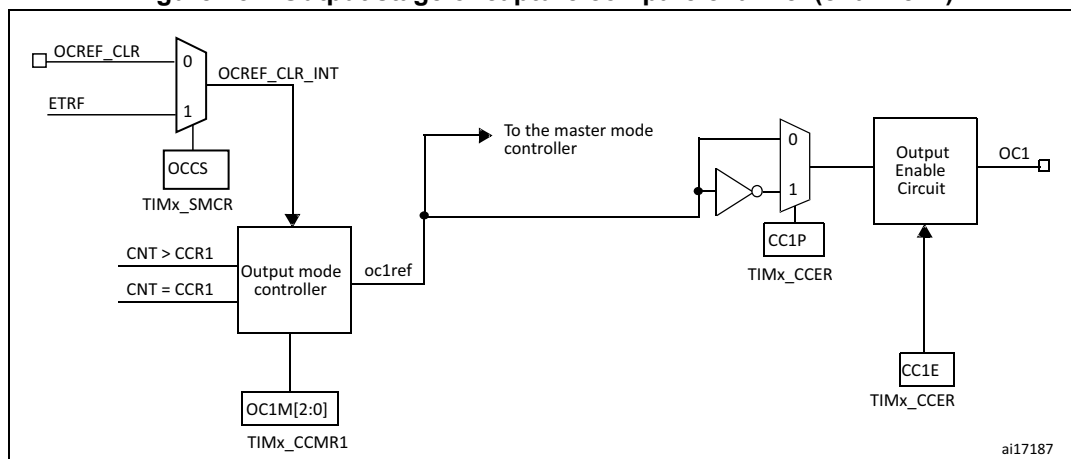 OCREF_CLR
0
OCREF_CLR_INT
ETRF
1
OCCS
TIMx_SMCR
To the master mode
controller
0
1
Output
Enable
Circuit
OC1
CC1P
TIMx_CCER
CNT > CCR1
CNT = CCR1
Output mode
controller
oc1ref
CC1E
TIMx_CCER
OC1M[2:0]
TIMx_CCMR1
ai17187